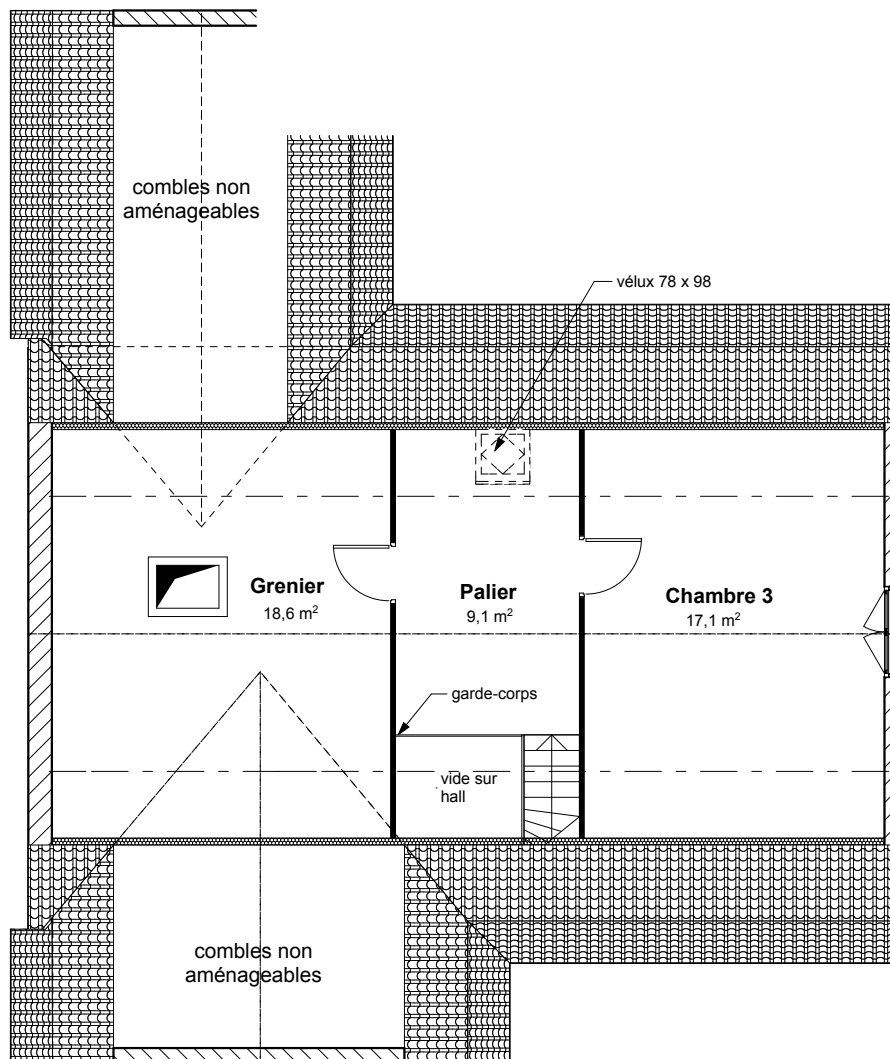 combles non
aménageables
vélux 78 x 98
Grenier
18,6 m²
Palier
9,1 m²
Chambre 3
17,1 m²
garde-corps
vide sur
hall
combles non
aménageables